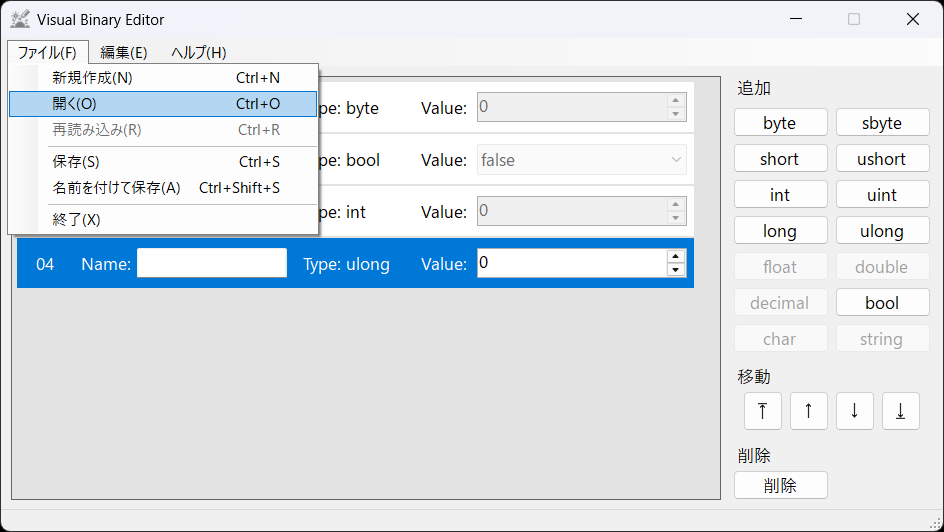 Visual Binary Editor
ファイル(F) 編集(E) ヘルプ(H)
新規作成(N) Ctrl+N
開く(O) Ctrl+O
再読み込み(R) Ctrl+R
保存(S) Ctrl+S
名前を付けて保存(A) Ctrl+Shift+S
終了(X)
pe: byte Value: 0
pe: bool Value: false
pe: int Value: 0
04 Name: Type: ulong Value: 0
追加
byte sbyte
short ushort
int uint
long ulong
float double
decimal bool
char string
移動
↑ ↑ ↓ ↓
削除
削除